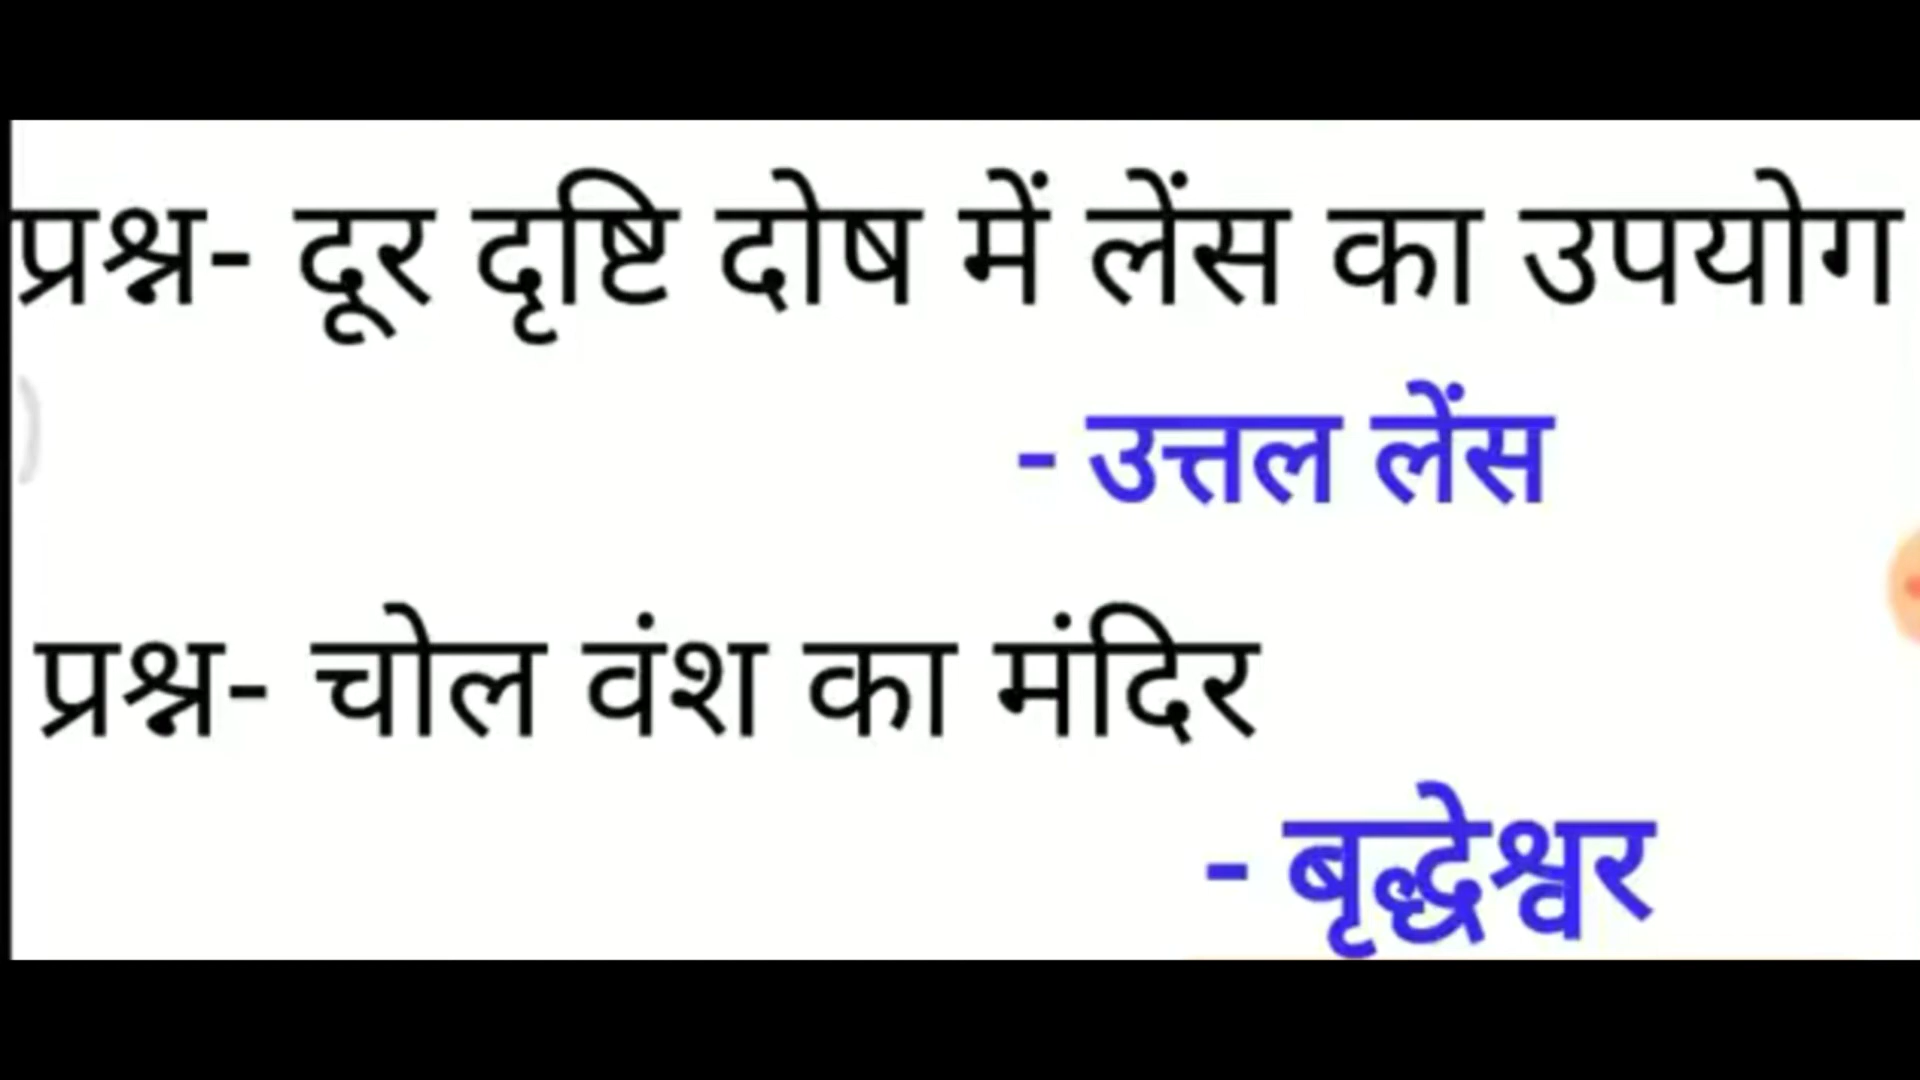 प्रश्न- दूर दृष्टि दोष में लेंस का उपयोग
- उत्तल लेंस
प्रश्न- चोल वंश का मंदिर
- बृद्धेश्वर